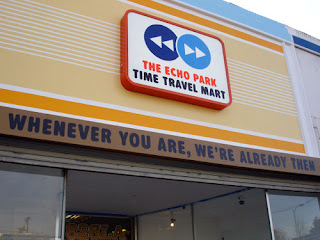 THE ECHO PARK
TIME TRAVEL MART
WHENEVER YOU ARE, WE'RE ALREADY THEN